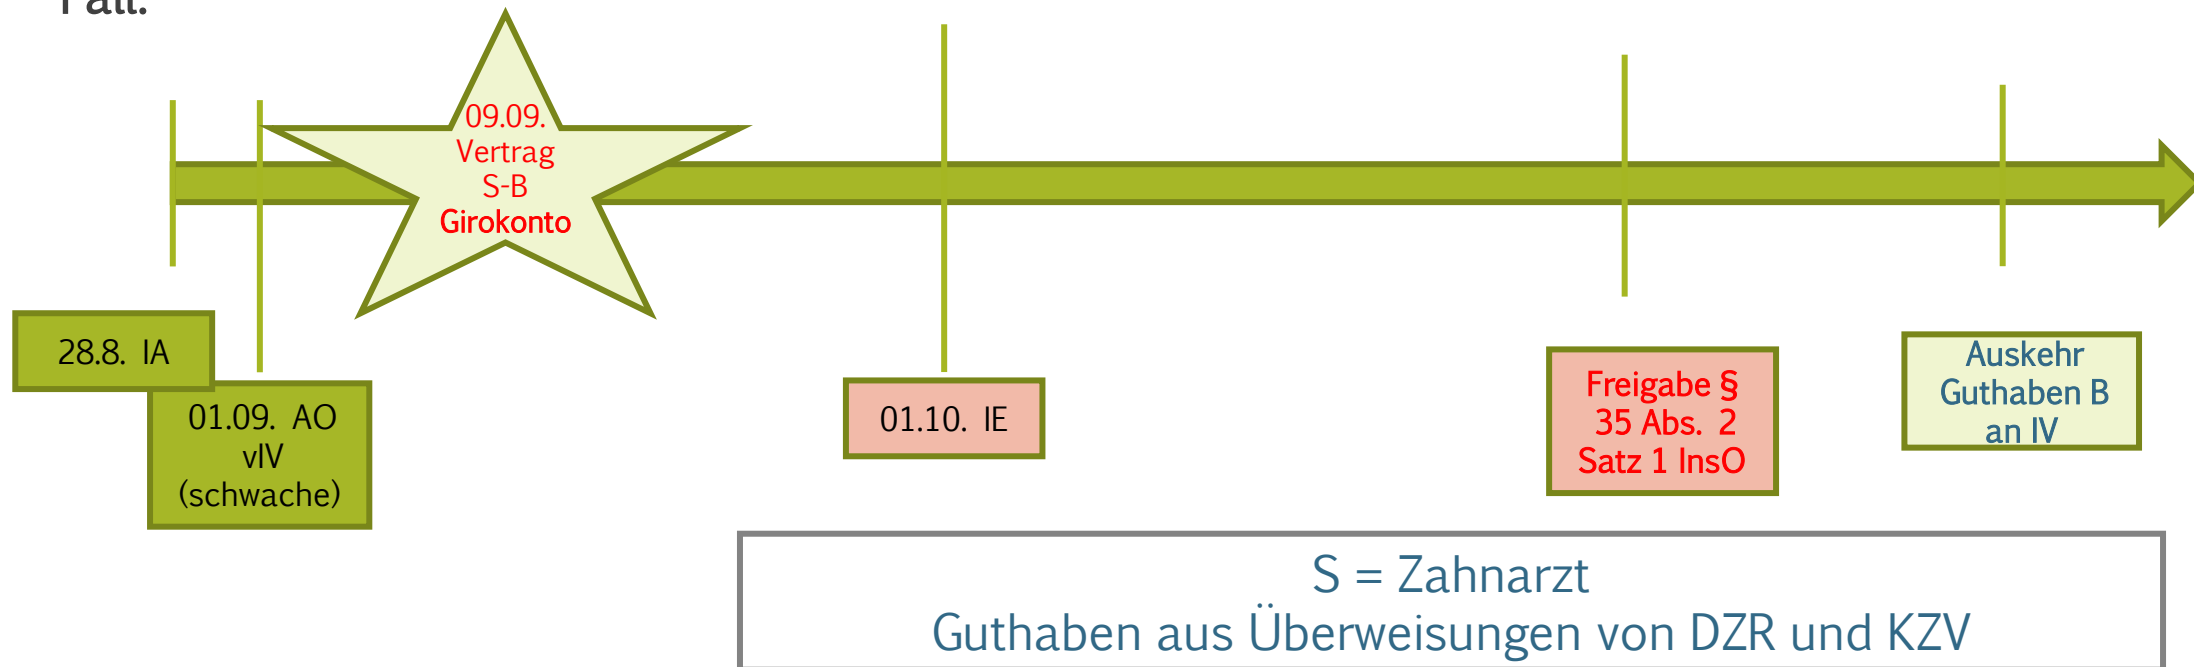 Fall:
09.09.
Vertrag
S-B
Girokonto
28.8. IA
01.09. AO
vIV
(schwache)
01.10. IE
Freigabe §
35 Abs. 2
Satz 1 InsO
Auskehr
Guthaben B
an IV
S = Zahnarzt
Guthaben aus Überweisungen von DZR und KZV